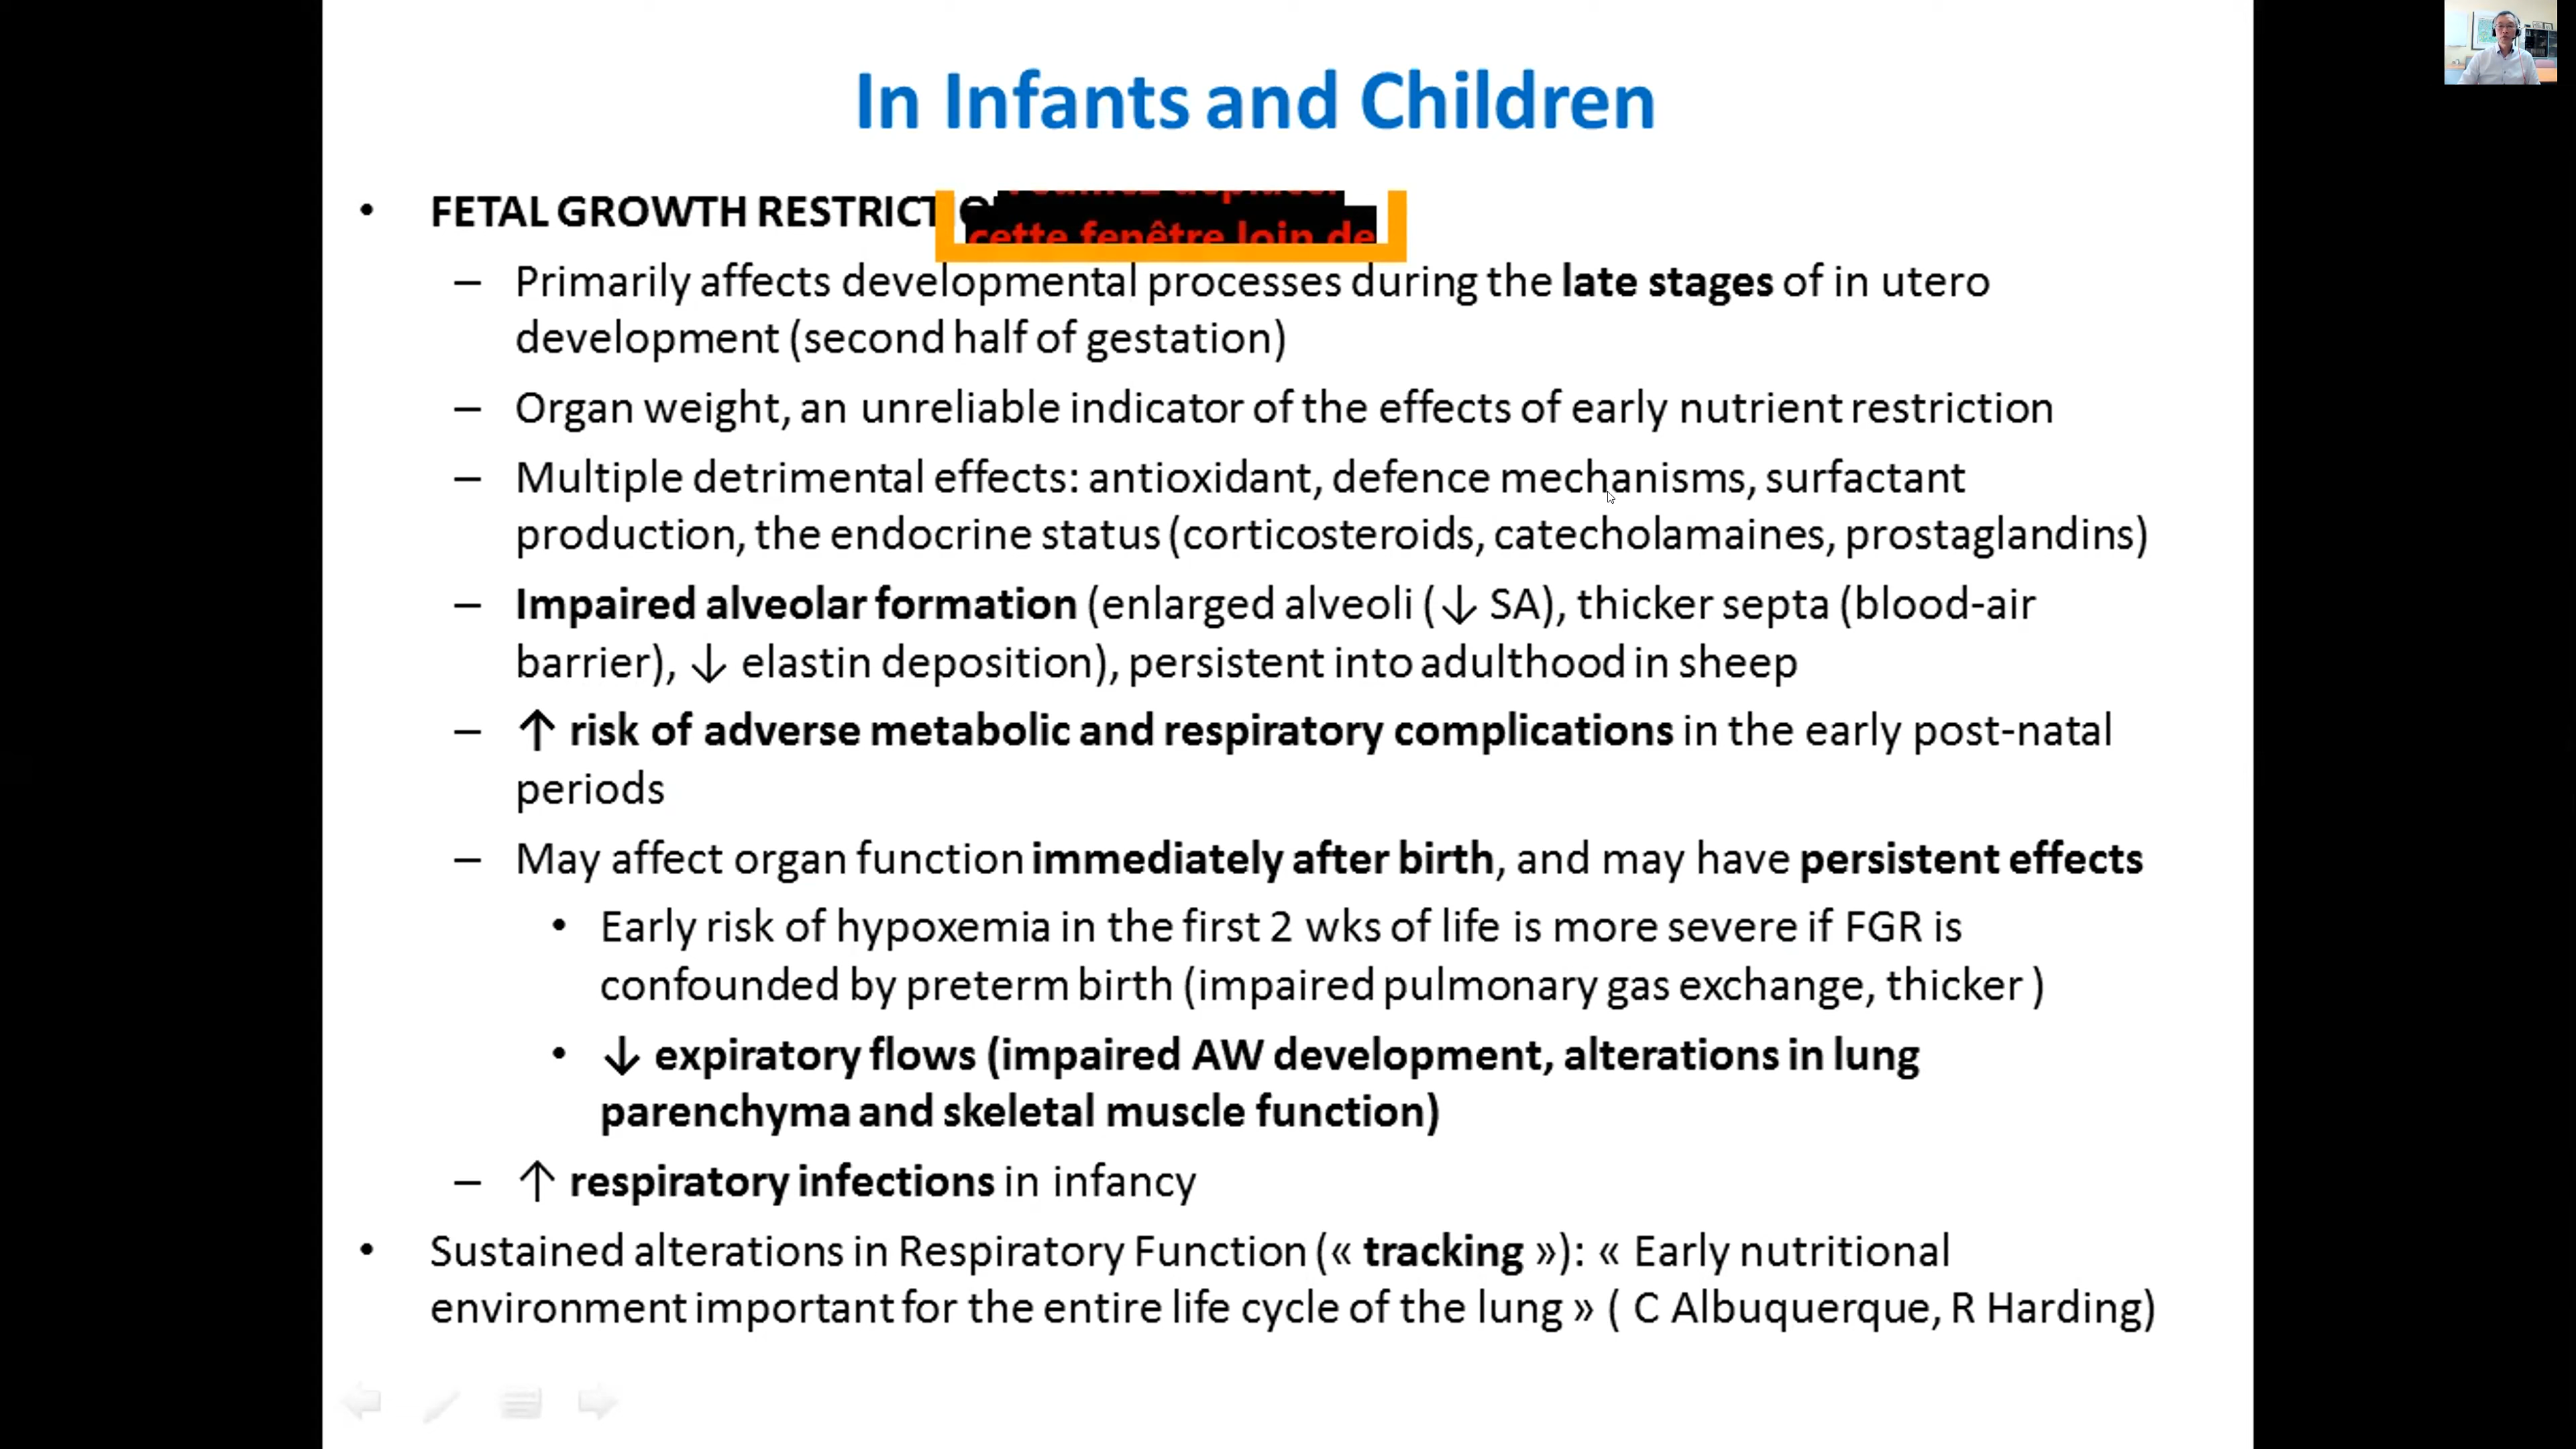 In Infants and Children
• FETAL GROWTH RESTRICTIO
cette fenêtre loin de
– Primarily affects developmental processes during the late stages of in utero
development (second half of gestation)
– Organ weight, an unreliable indicator of the effects of early nutrient restriction
– Multiple detrimental effects: antioxidant, defence mechanisms, surfactant
production, the endocrine status (corticosteroids, catecholamaines, prostaglandins)
– Impaired alveolar formation (enlarged alveoli (↓ SA), thicker septa (blood-air
barrier), ↓ elastin deposition), persistent into adulthood in sheep
– ↑ risk of adverse metabolic and respiratory complications in the early post-natal
periods
– May affect organ function immediately after birth, and may have persistent effects
• Early risk of hypoxemia in the first 2 wks of life is more severe if FGR is
confounded by preterm birth (impaired pulmonary gas exchange, thicker )
• ↓ expiratory flows (impaired AW development, alterations in lung
parenchyma and skeletal muscle function)
– ↑ respiratory infections in infancy
• Sustained alterations in Respiratory Function (« tracking »): « Early nutritional
environment important for the entire life cycle of the lung » ( C Albuquerque, R Harding)